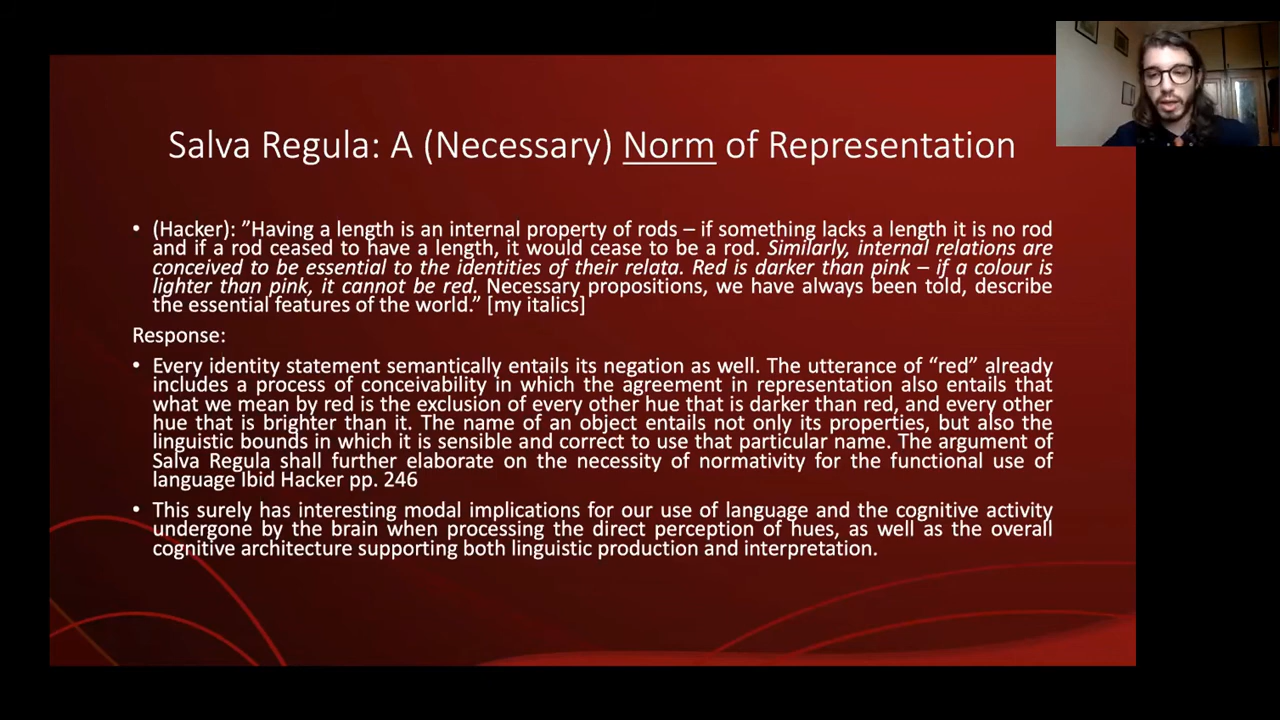 Salva Regula: A (Necessary) Norm of Representation
• (Hacker): ”Having a length is an internal property of rods – if something lacks a length it is no rod
and if a rod ceased to have a length, it would cease to be a rod. Similarly, internal relations are
conceived to be essential to the identities of their relata. Red is darker than pink – if a colour is
lighter than pink, it cannot be red. Necessary propositions, we have always been told, describe
the essential features of the world.” [my italics]
Response:
• Every identity statement semantically entails its negation as well. The utterance of “red” already
includes a process of conceivability in which the agreement in representation also entails that
what we mean by red is the exclusion of every other hue that is darker than red, and every other
hue that is brighter than it. The name of an object entails not only its properties, but also the
linguistic bounds in which it is sensible and correct to use that particular name. The argument of
Salva Regula shall further elaborate on the necessity of normativity for the functional use of
language Ibid Hacker pp. 246
• This surely has interesting modal implications for our use of language and the cognitive activity
undergone by the brain when processing the direct perception of hues, as well as the overall
cognitive architecture supporting both linguistic production and interpretation.